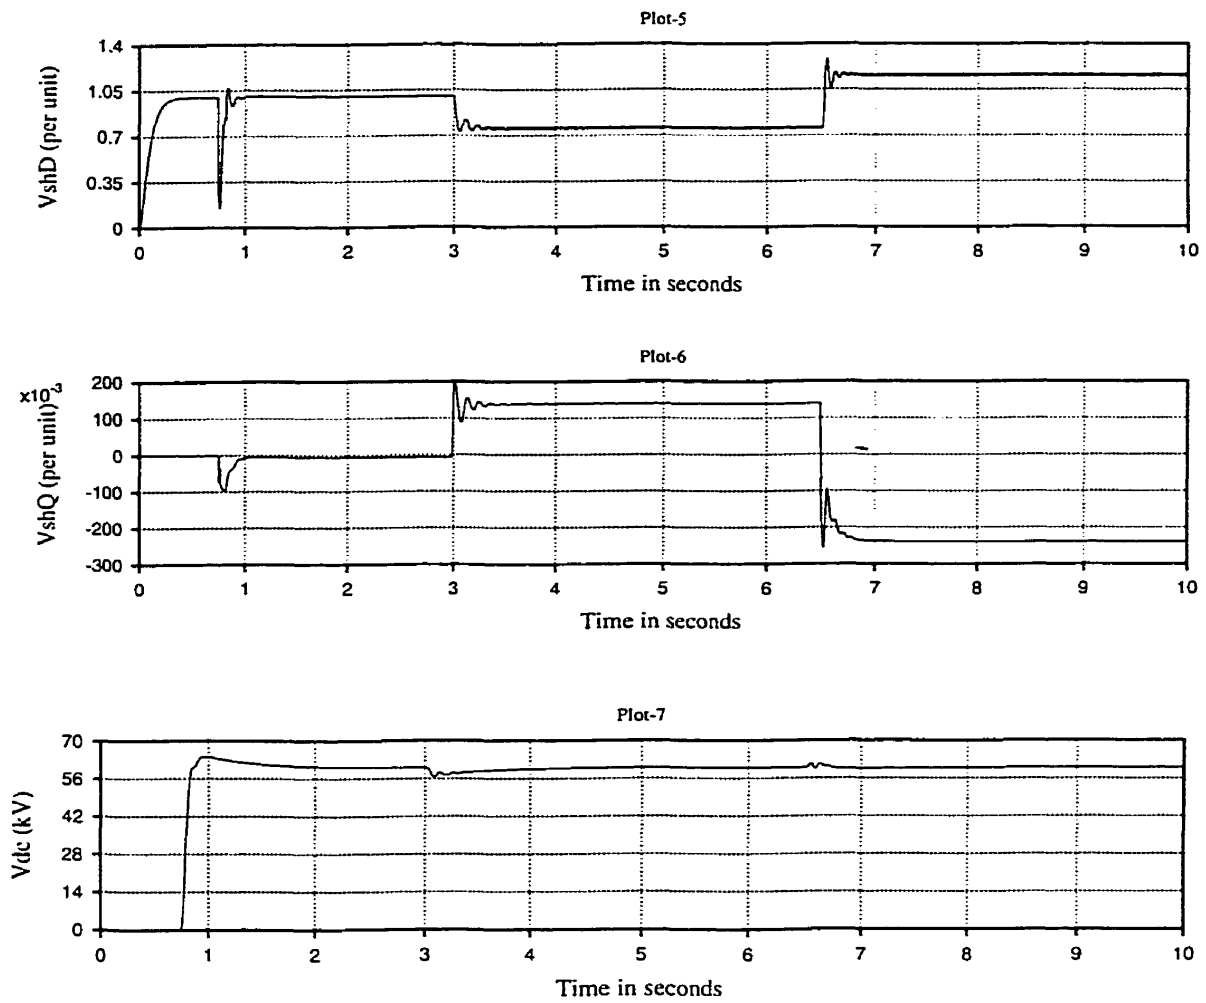 Plot-5
VshD (per unit)
1.4
1.05
0.7
0.35
0
0 1 2 3 4 5 6 7 8 9 10
Time in seconds
Plot-6
x10-3
VshQ (per unit)
200
100
0
-100
-200
-300
0 1 2 3 4 5 6 7 8 9 10
Time in seconds
Plot-7
Vdc (kV)
70
56
42
28
14
0
0 1 2 3 4 5 6 7 8 9 10
Time in seconds